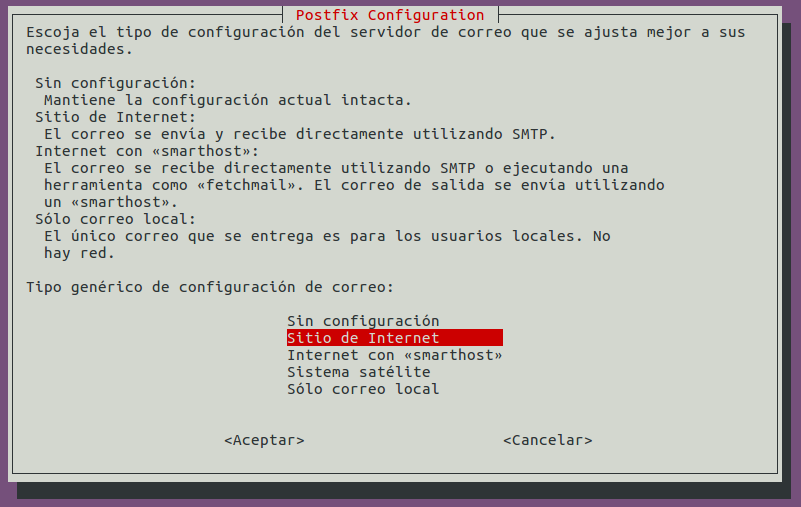 Postfix Configuration
Escoja el tipo de configuración del servidor de correo que se ajusta mejor a sus
necesidades.
Sin configuración:
Mantiene la configuración actual intacta.
Sitio de Internet:
El correo se envía y recibe directamente utilizando SMTP.
Internet con «smarthost»:
El correo se recibe directamente utilizando SMTP o ejecutando una
herramienta como «fetchmail». El correo de salida se envía utilizando
un «smarthost».
Sólo correo local:
El único correo que se entrega es para los usuarios locales. No
hay red.
Tipo genérico de configuración de correo:
Sin configuración
Sitio de Internet
Internet con «smarthost»
Sistema satélite
Sólo correo local
<Aceptar> <Cancelar>